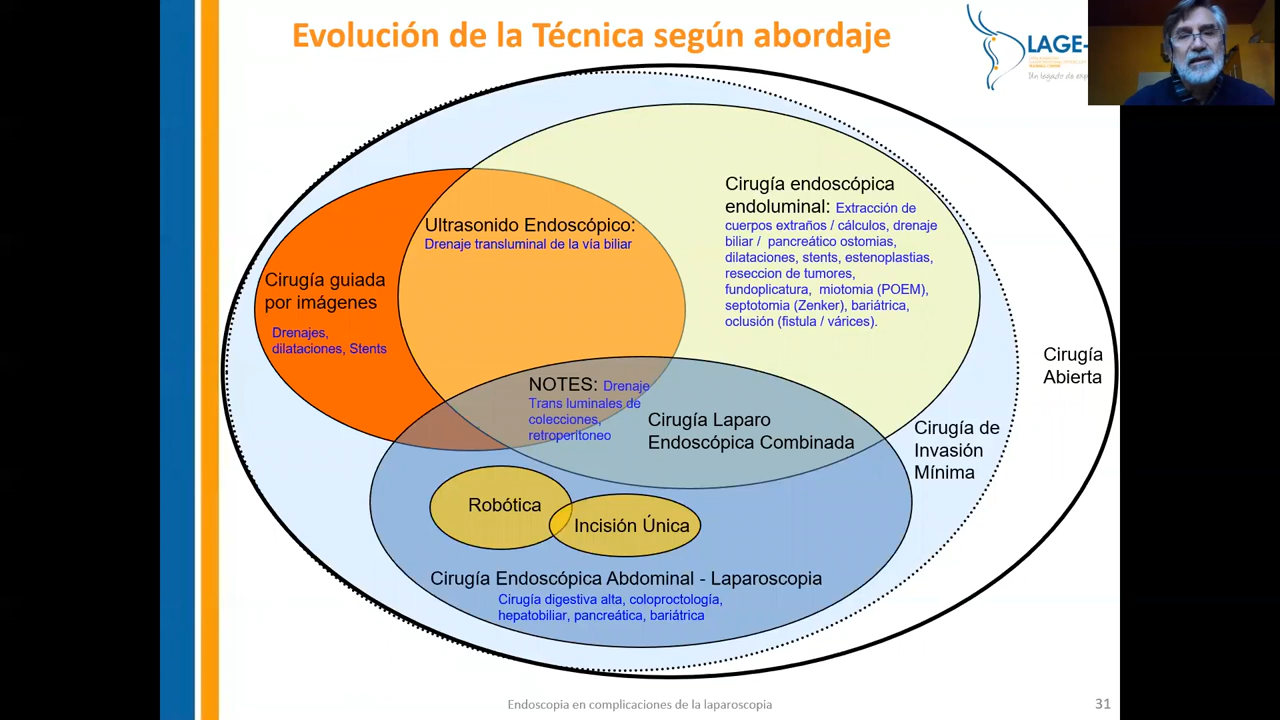 Evolución de la Técnica según abordaje
LAGE-
Un legado de exp
Cirugía endoscópica
endoluminal: Extracción de
cuerpos extraños / cálculos, drenaje
biliar / pancreático ostomias,
dilataciones, stents, estenoplastias,
reseccion de tumores,
fundoplicatura, miotomia (POEM),
septotomia (Zenker), bariátrica,
oclusión (fistula / várices).
Ultrasonido Endoscópico:
Drenaje transluminal de la vía biliar
Cirugía guiada
por imágenes
Drenajes,
dilataciones, Stents
Cirugía
Abierta
NOTES: Drenaje
Trans luminales de
colecciones,
retroperitoneo
Cirugía Laparo
Endoscópica Combinada
Cirugía de
Invasión
Mínima
Robótica
Incisión Única
Cirugía Endoscópica Abdominal - Laparoscopia
Cirugía digestiva alta, coloproctología,
hepatobiliar, pancreática, bariátrica
Endoscopia en complicaciones de la laparoscopia
31